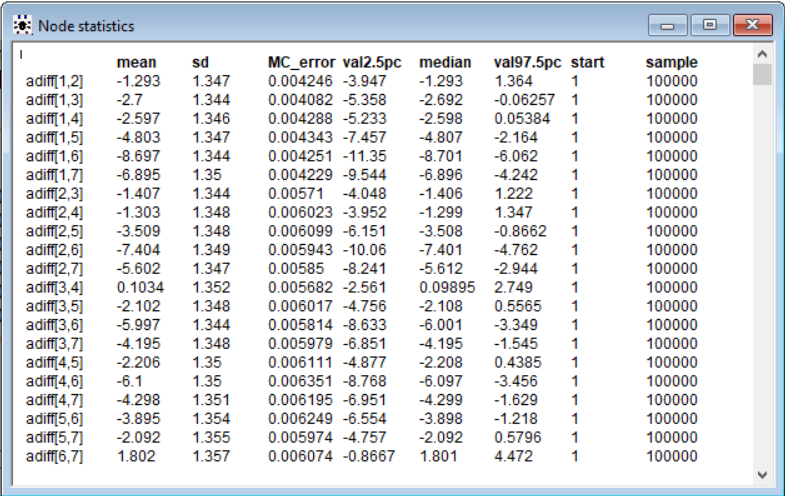 Node statistics
mean sd MC_error val2.5pc median val97.5pc start sample
adiff[1,2] -1.293 1.347 0.004246 -3.947 -1.293 1.364 1 100000
adiff[1,3] -2.7 1.344 0.004082 -5.358 -2.692 -0.06257 1 100000
adiff[1,4] -2.597 1.346 0.004288 -5.233 -2.598 0.05384 1 100000
adiff[1,5] -4.803 1.347 0.004343 -7.457 -4.807 -2.164 1 100000
adiff[1,6] -8.697 1.344 0.004251 -11.35 -8.701 -6.062 1 100000
adiff[1,7] -6.895 1.35 0.004229 -9.544 -6.896 -4.242 1 100000
adiff[2,3] -1.407 1.344 0.00571 -4.048 -1.406 1.222 1 100000
adiff[2,4] -1.303 1.348 0.006023 -3.952 -1.299 1.347 1 100000
adiff[2,5] -3.509 1.348 0.006099 -6.151 -3.508 -0.8662 1 100000
adiff[2,6] -7.404 1.349 0.005943 -10.06 -7.401 -4.762 1 100000
adiff[2,7] -5.602 1.347 0.00585 -8.241 -5.612 -2.944 1 100000
adiff[3,4] 0.1034 1.352 0.005682 -2.561 0.09895 2.749 1 100000
adiff[3,5] -2.102 1.348 0.006017 -4.756 -2.108 0.5565 1 100000
adiff[3,6] -5.997 1.344 0.005814 -8.633 -6.001 -3.349 1 100000
adiff[3,7] -4.195 1.348 0.005979 -6.851 -4.195 -1.545 1 100000
adiff[4,5] -2.206 1.35 0.006111 -4.877 -2.208 0.4385 1 100000
adiff[4,6] -6.1 1.35 0.006351 -8.768 -6.097 -3.456 1 100000
adiff[4,7] -4.298 1.351 0.006195 -6.951 -4.299 -1.629 1 100000
adiff[5,6] -3.895 1.354 0.006249 -6.554 -3.898 -1.218 1 100000
adiff[5,7] -2.092 1.355 0.005974 -4.757 -2.092 0.5796 1 100000
adiff[6,7] 1.802 1.357 0.006074 -0.8667 1.801 4.472 1 100000